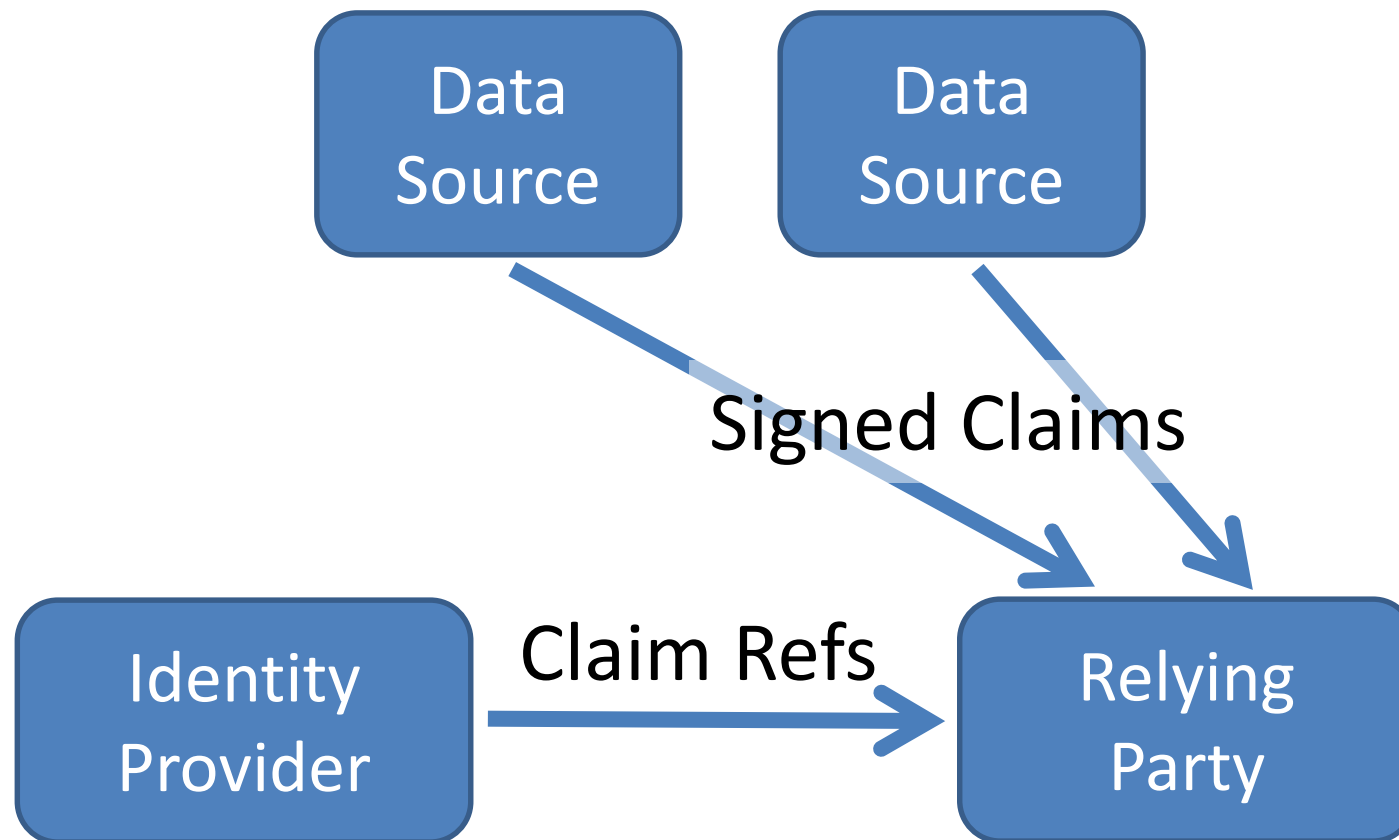 Data
Source
Data
Source
Signed Claims
Claim Refs
Identity
Provider
Relying
Party